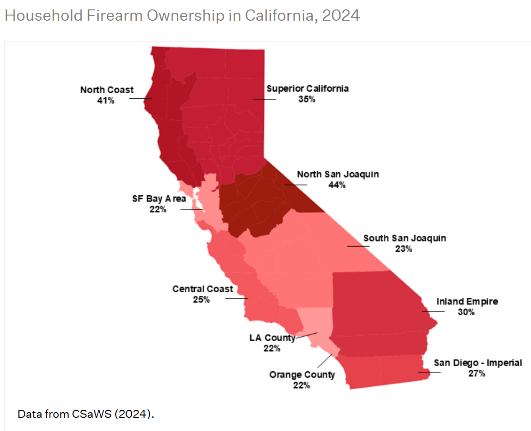 Household Firearm Ownership in California, 2024
North Coast
41%
Superior California
35%
North San Joaquin
44%
SF Bay Area
22%
South San Joaquin
23%
Central Coast
25%
Inland Empire
30%
LA County
22%
Orange County
22%
San Diego - Imperial
27%
Data from CSaWS (2024).